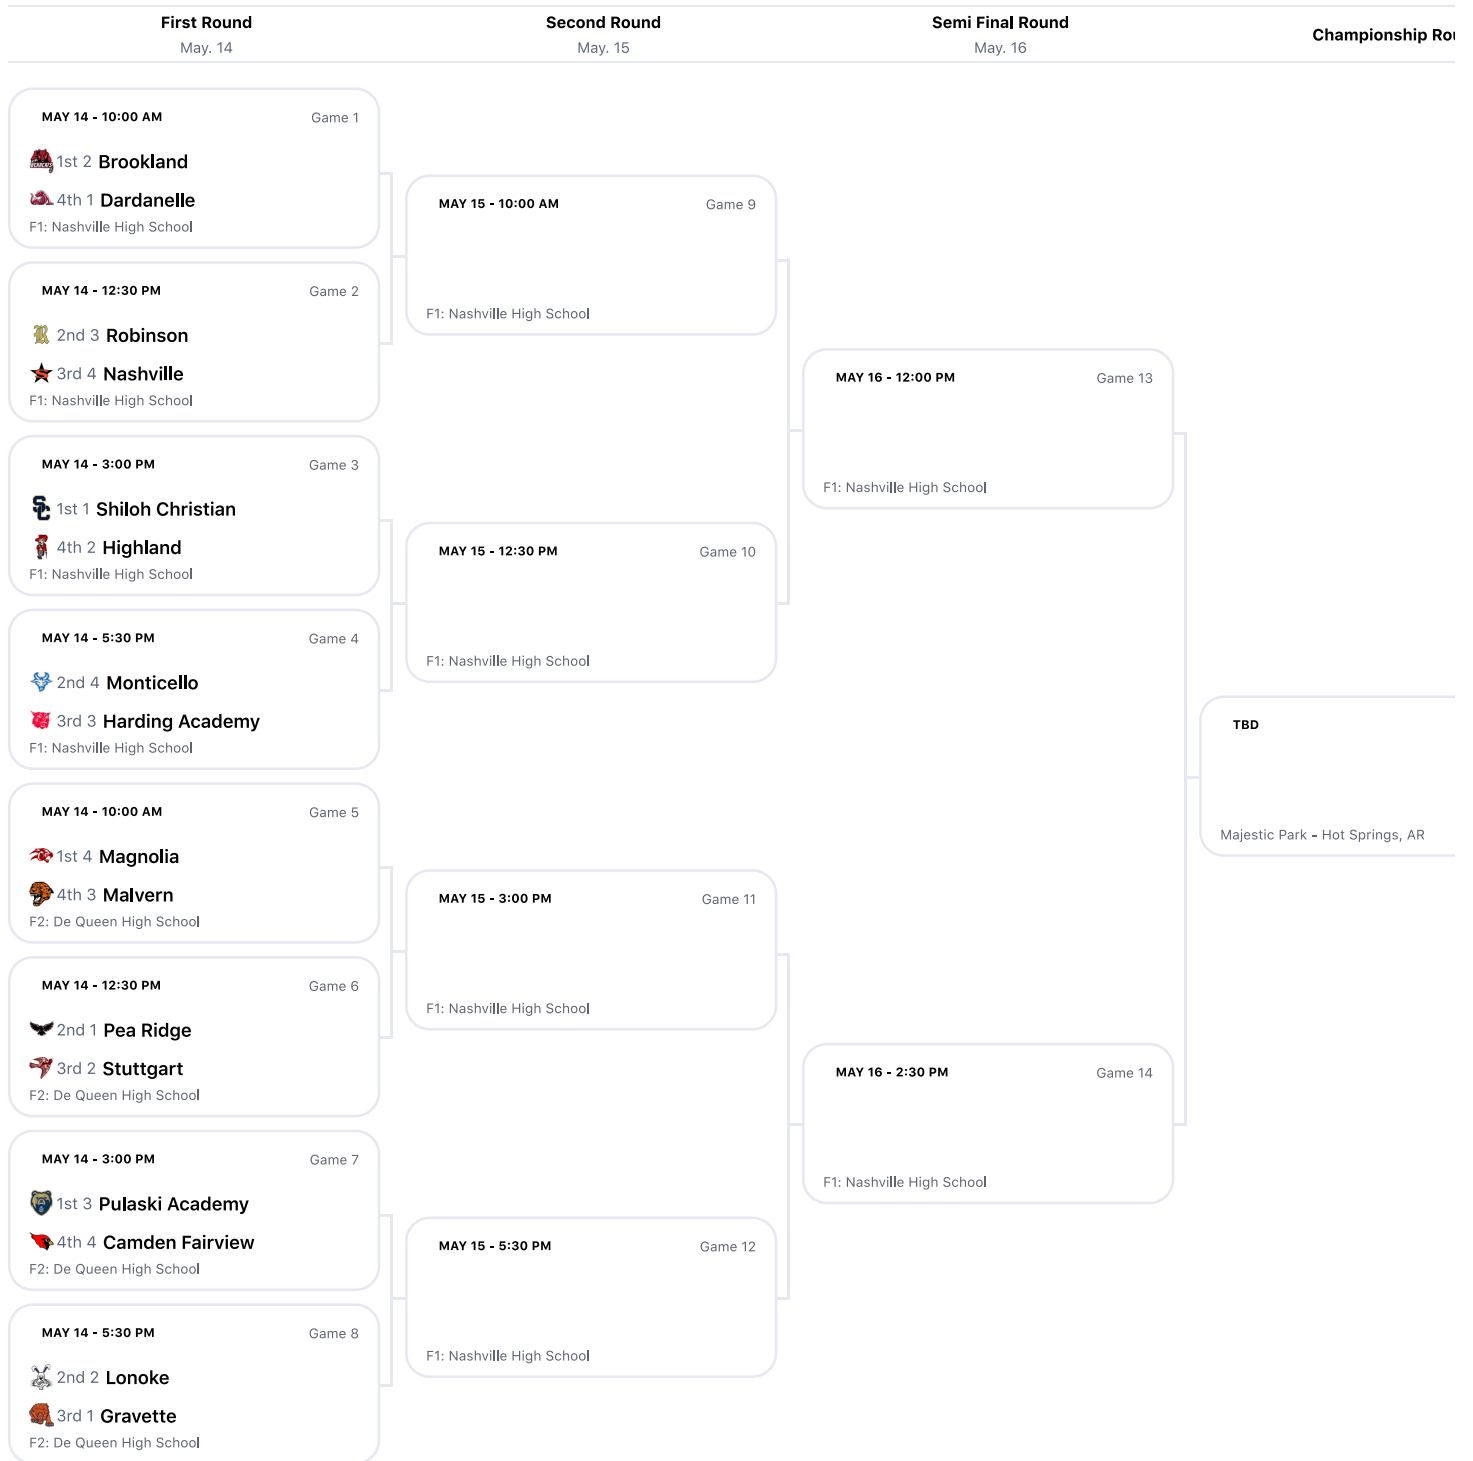 First Round
May. 14
Second Round
May. 15
Semi Final Round
May. 16
Championship Rou
MAY 14 - 10:00 AM Game 1
1st 2 Brookland
4th 1 Dardanelle
F1: Nashville High School
MAY 14 - 12:30 PM Game 2
2nd 3 Robinson
3rd 4 Nashville
F1: Nashville High School
MAY 14 - 3:00 PM Game 3
1st 1 Shiloh Christian
4th 2 Highland
F1: Nashville High School
MAY 14 - 5:30 PM Game 4
2nd 4 Monticello
3rd 3 Harding Academy
F1: Nashville High School
MAY 14 - 10:00 AM Game 5
1st 4 Magnolia
4th 3 Malvern
F2: De Queen High School
MAY 14 - 12:30 PM Game 6
2nd 1 Pea Ridge
3rd 2 Stuttgart
F2: De Queen High School
MAY 14 - 3:00 PM Game 7
1st 3 Pulaski Academy
4th 4 Camden Fairview
F2: De Queen High School
MAY 14 - 5:30 PM Game 8
2nd 2 Lonoke
3rd 1 Gravette
F2: De Queen High School
MAY 15 - 10:00 AM Game 9
F1: Nashville High School
MAY 15 - 12:30 PM Game 10
F1: Nashville High School
MAY 15 - 3:00 PM Game 11
F1: Nashville High School
MAY 15 - 5:30 PM Game 12
F1: Nashville High School
MAY 16 - 12:00 PM Game 13
F1: Nashville High School
MAY 16 - 2:30 PM Game 14
F1: Nashville High School
TBD
Majestic Park - Hot Springs, AR